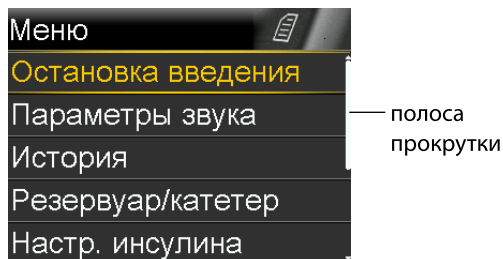 Меню
Остановка введения
Параметры звука
История
Резервуар/катетер
Настр. инсулина
полоса
прокрутки